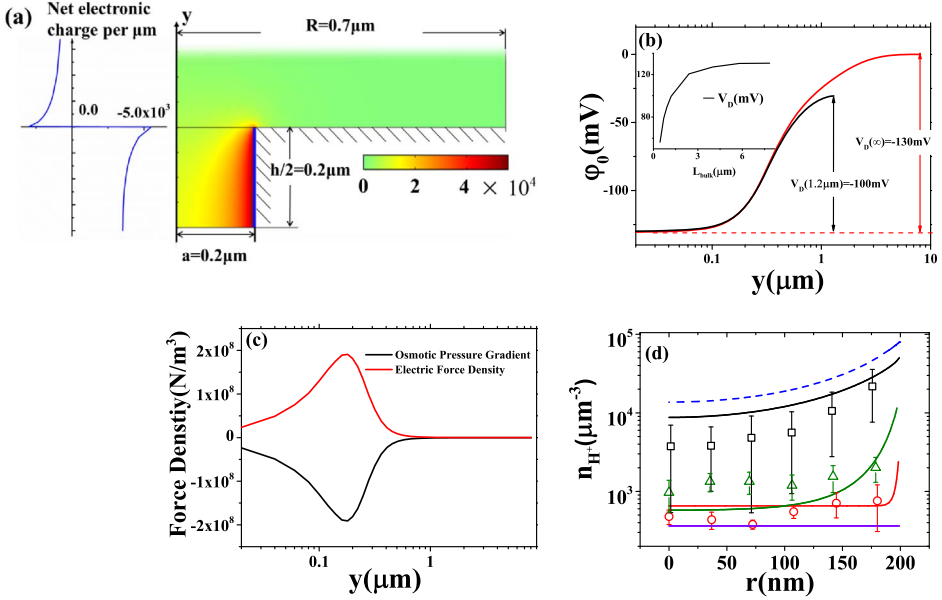 (a)
Net electronic
charge per μm
y
R=0.7μm
0.0
-5.0x10³
h/2=0.2μm
0 2 4 × 10⁴
a=0.2μm
(b)
0
-50
-100
φ₀(mV)
120
80
V_D(mV)
0 3 6
L_bulk(μm)
V_D(∞)=-130mV
V_D(1.2μm)=-100mV
0.1 1 10
y(μm)
(c)
2x10⁸
1x10⁸
0
-1x10⁸
-2x10⁸
Force Denstiy(N/m³)
Osmotic Pressure Gradient
Electric Force Density
0.1 1
y(μm)
(d)
10⁵
10⁴
10³
n_H⁺(μm⁻³)
0 50 100 150 200
r(nm)